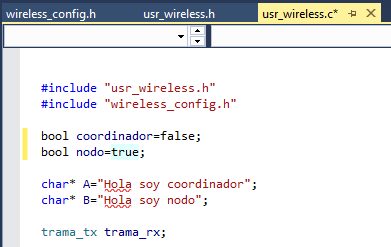 wireless_config.h usr_wireless.h usr_wireless.c*
#include "usr_wireless.h"
#include "wireless_config.h"
bool coordinador=false;
bool nodo=true;
char* A="Hola soy coordinador";
char* B="Hola soy nodo";
trama_tx trama_rx;